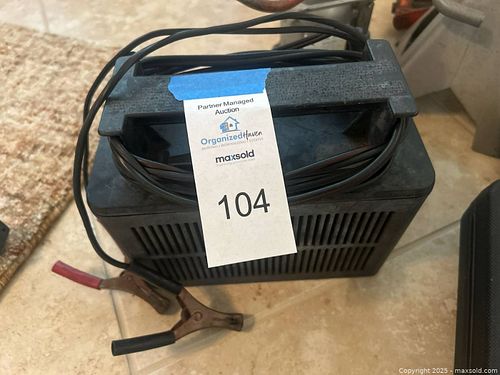 Partner Managed
Auction
OrganizedHaven
maxsold
104
Copyright 2025 - maxsold.com